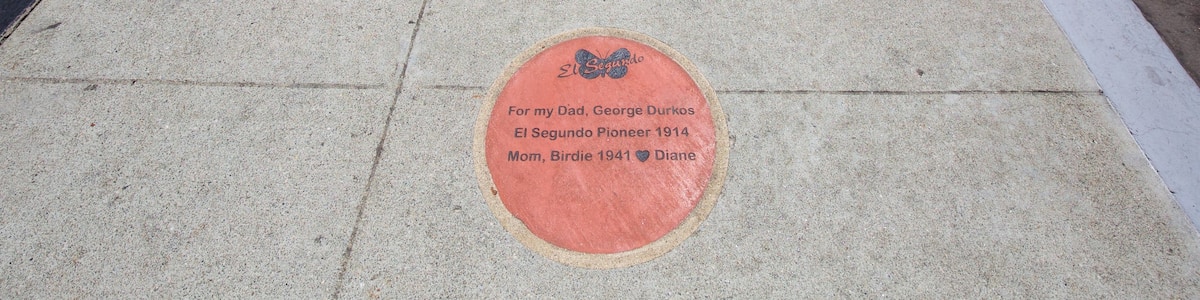 El Segundo
For my Dad, George Durkos
El Segundo Pioneer 1914
Mom, Birdie 1941 ♥ Diane